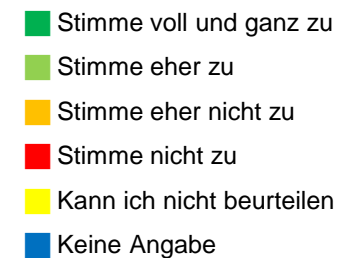 Stimme voll und ganz zu
Stimme eher zu
Stimme eher nicht zu
Stimme nicht zu
Kann ich nicht beurteilen
Keine Angabe